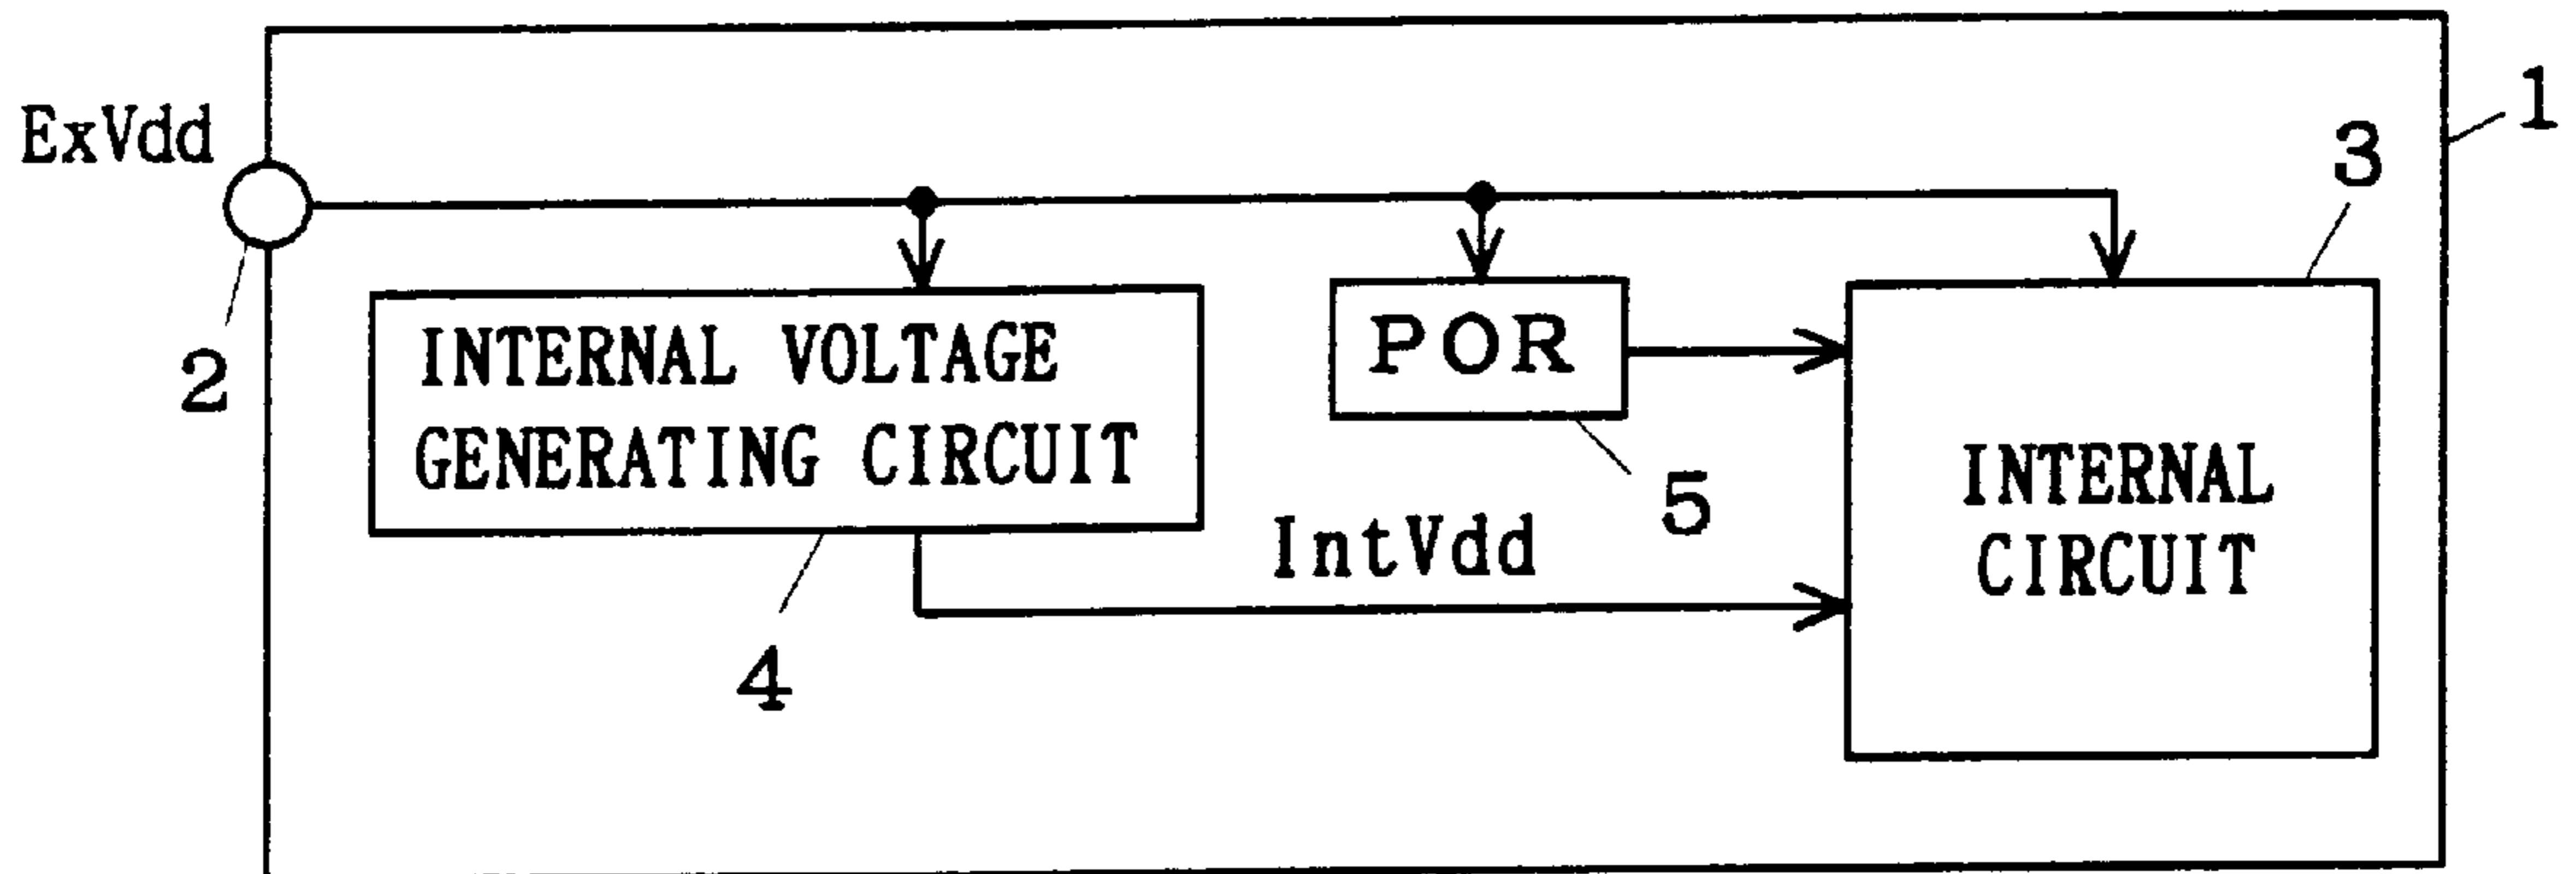 1
ExVdd
3
2
INTERNAL VOLTAGE
GENERATING CIRCUIT
POR
5
INTERNAL
CIRCUIT
IntVdd
4